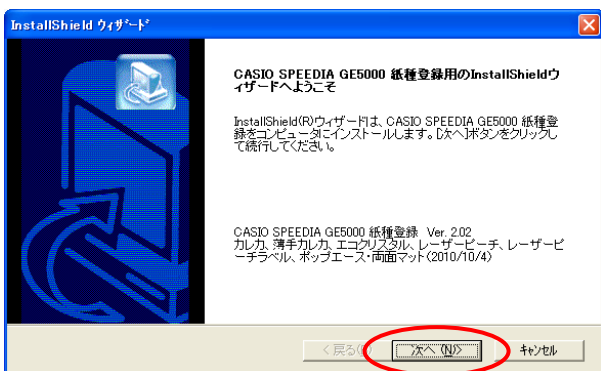 InstallShield ウィザード
CASIO SPEEDIA GE5000 紙種登録用のInstallShieldウ
ィザードへようこそ
InstallShield(R)ウィザードは、CASIO SPEEDIA GE5000 紙種登
録をコンピュータにインストールします。[次へ]ボタンをクリックし
て続行してください。
CASIO SPEEDIA GE5000 紙種登録 Ver. 2.02
カレカ、薄手カレカ、エコクリスタル、レーザーピーチ、レーザーピ
ーチラベル、ポップエース・両面マット(2010/10/4)
< 戻る(
次へ (N)>
キャンセル